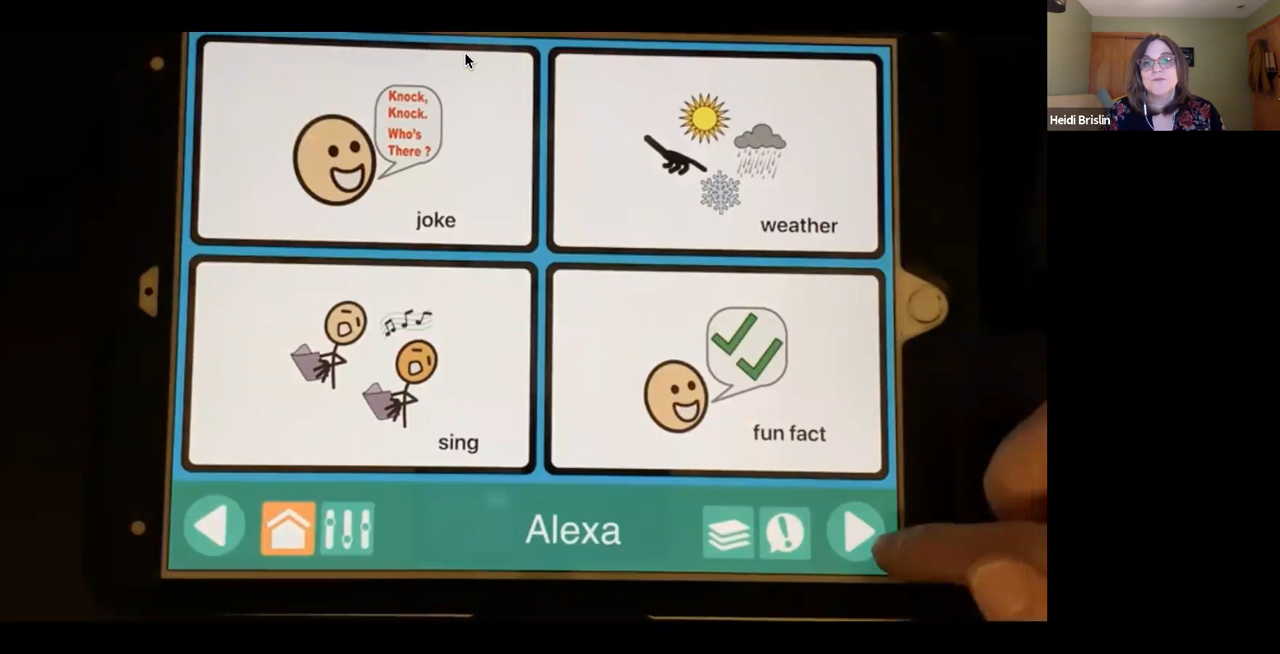 Knock,
Knock.
Who's
There ?
joke
weather
sing
fun fact
Alexa
Heidi Brislin